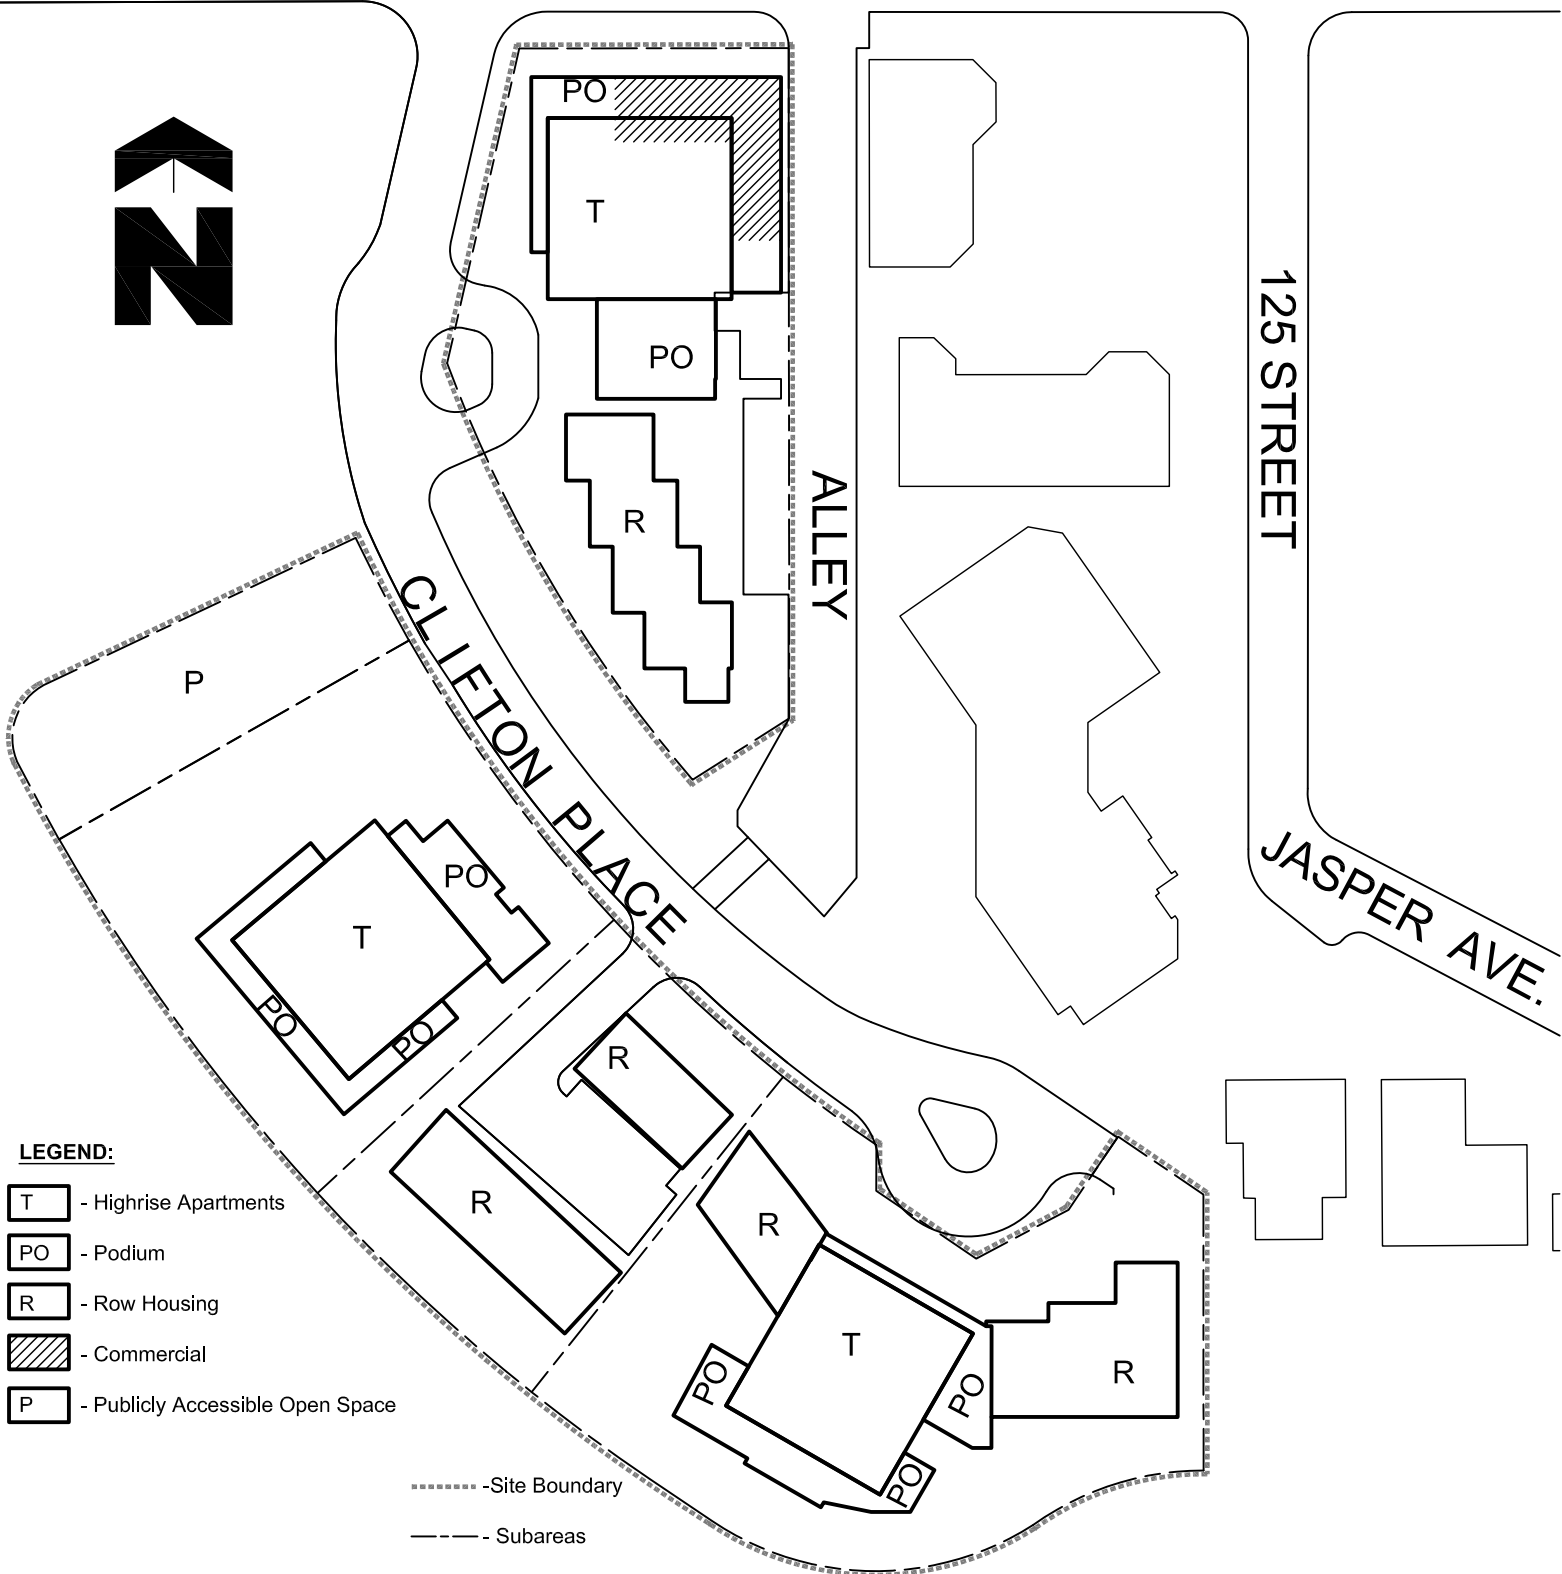 PO
T
N
PO
125 STREET
ALLEY
R
CLIFTON PLACE
P
PO
T
JASPER AVE.
PO
PO
R
R
R
T
PO
PO
R
PO
LEGEND:
T - Highrise Apartments
PO - Podium
R - Row Housing
- Commercial
P - Publicly Accessible Open Space
-Site Boundary
- Subareas